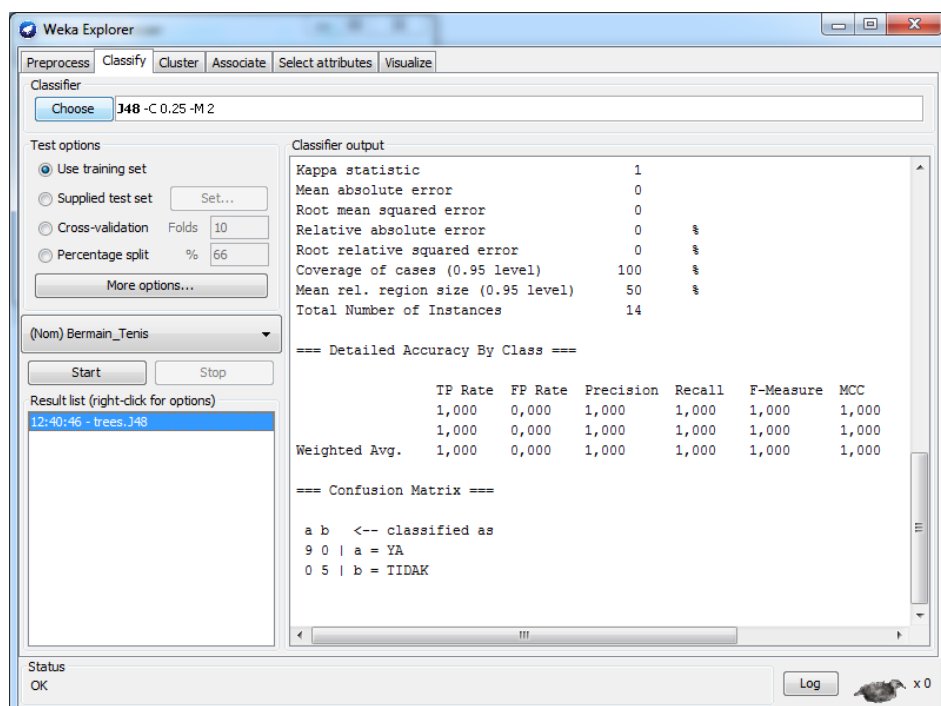 Weka Explorer
Preprocess Classify Cluster Associate Select attributes Visualize
Classifier
Choose J48 -C 0.25 -M 2
Test options
Use training set
Supplied test set Set...
Cross-validation Folds 10
Percentage split % 66
More options...
(Nom) Bermain_Tenis
Start Stop
Result list (right-click for options)
12:40:46 - trees.J48
Classifier output
Kappa statistic 1
Mean absolute error 0
Root mean squared error 0
Relative absolute error 0 %
Root relative squared error 0 %
Coverage of cases (0.95 level) 100 %
Mean rel. region size (0.95 level) 50 %
Total Number of Instances 14
=== Detailed Accuracy By Class ===
TP Rate FP Rate Precision Recall F-Measure MCC
1,000 0,000 1,000 1,000 1,000 1,000
1,000 0,000 1,000 1,000 1,000 1,000
Weighted Avg. 1,000 0,000 1,000 1,000 1,000 1,000
=== Confusion Matrix ===
a b <-- classified as
9 0 | a = YA
0 5 | b = TIDAK
Status
OK
Log
x 0